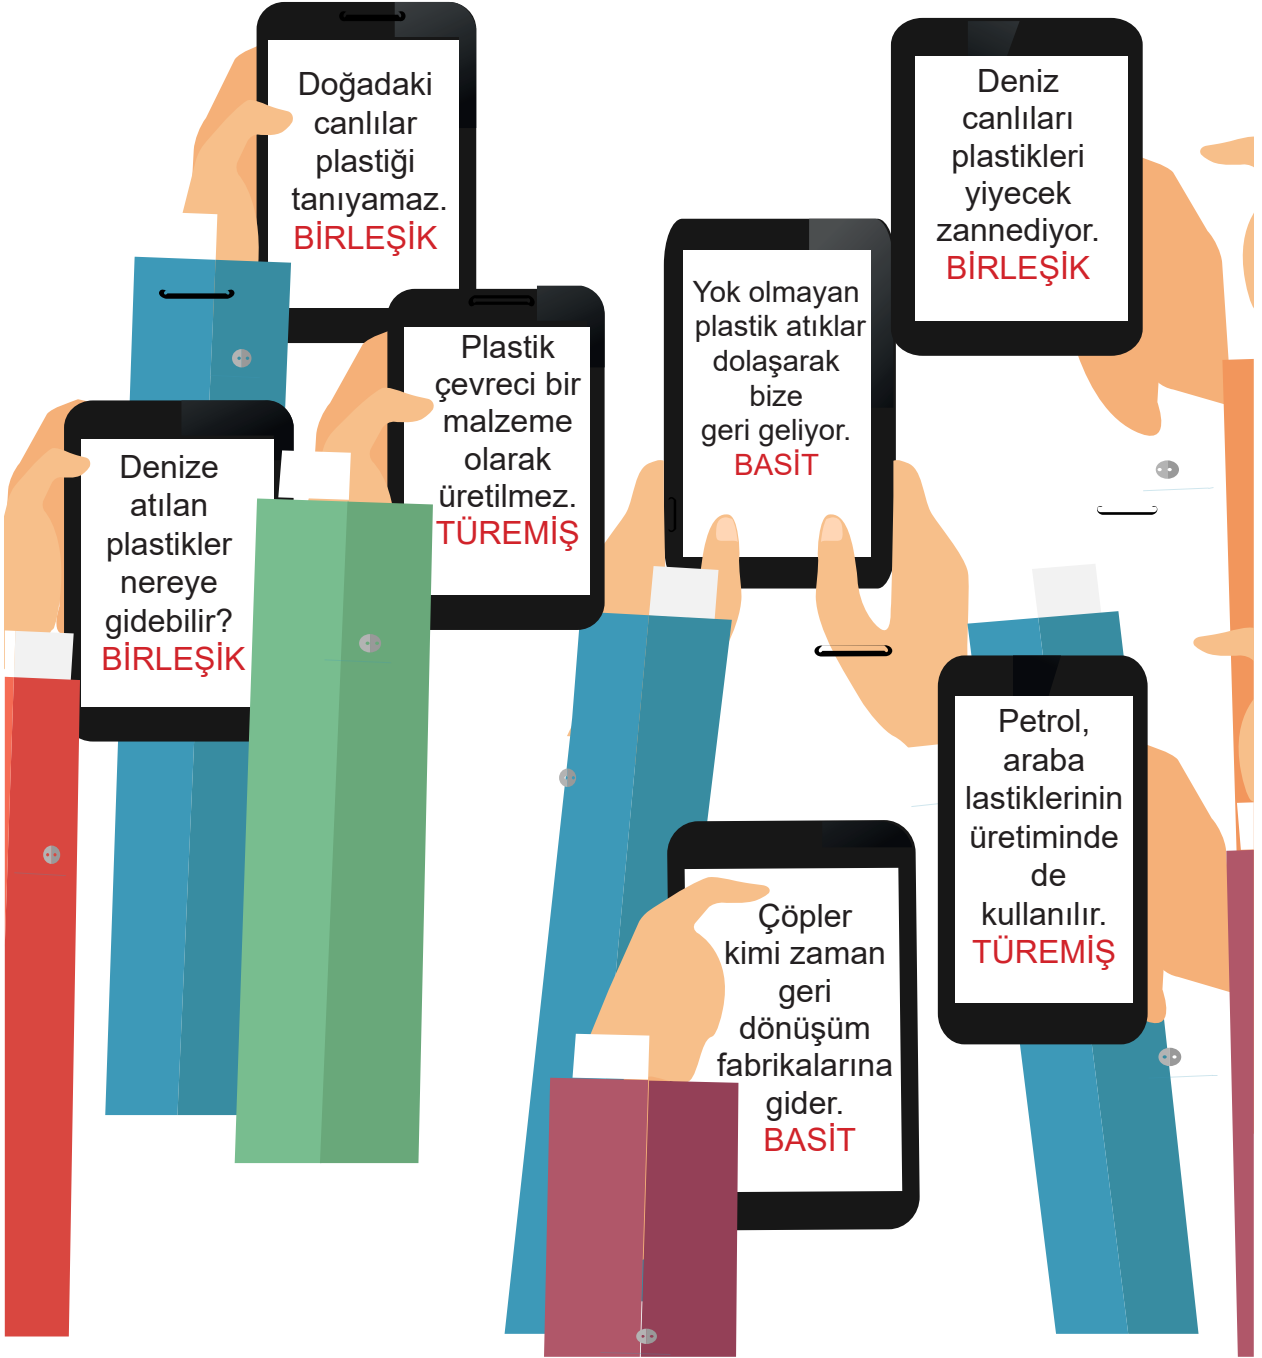 Doğadaki
canlılar
plastiği
tanıyamaz.
BİRLEŞİK
Deniz
canlıları
plastikleri
yiyecek
zannediyor.
BİRLEŞİK
Yok olmayan
plastik atıklar
dolaşarak
bize
geri geliyor.
BASİT
Plastik
çevreci bir
malzeme
olarak
üretilmez.
TÜREMİŞ
Denize
atılan
plastikler
nereye
gidebilir?
BİRLEŞİK
Petrol,
araba
lastiklerinin
üretiminde
de
kullanılır.
TÜREMİŞ
Çöpler
kimi zaman
geri
dönüşüm
fabrikalarına
gider.
BASİT